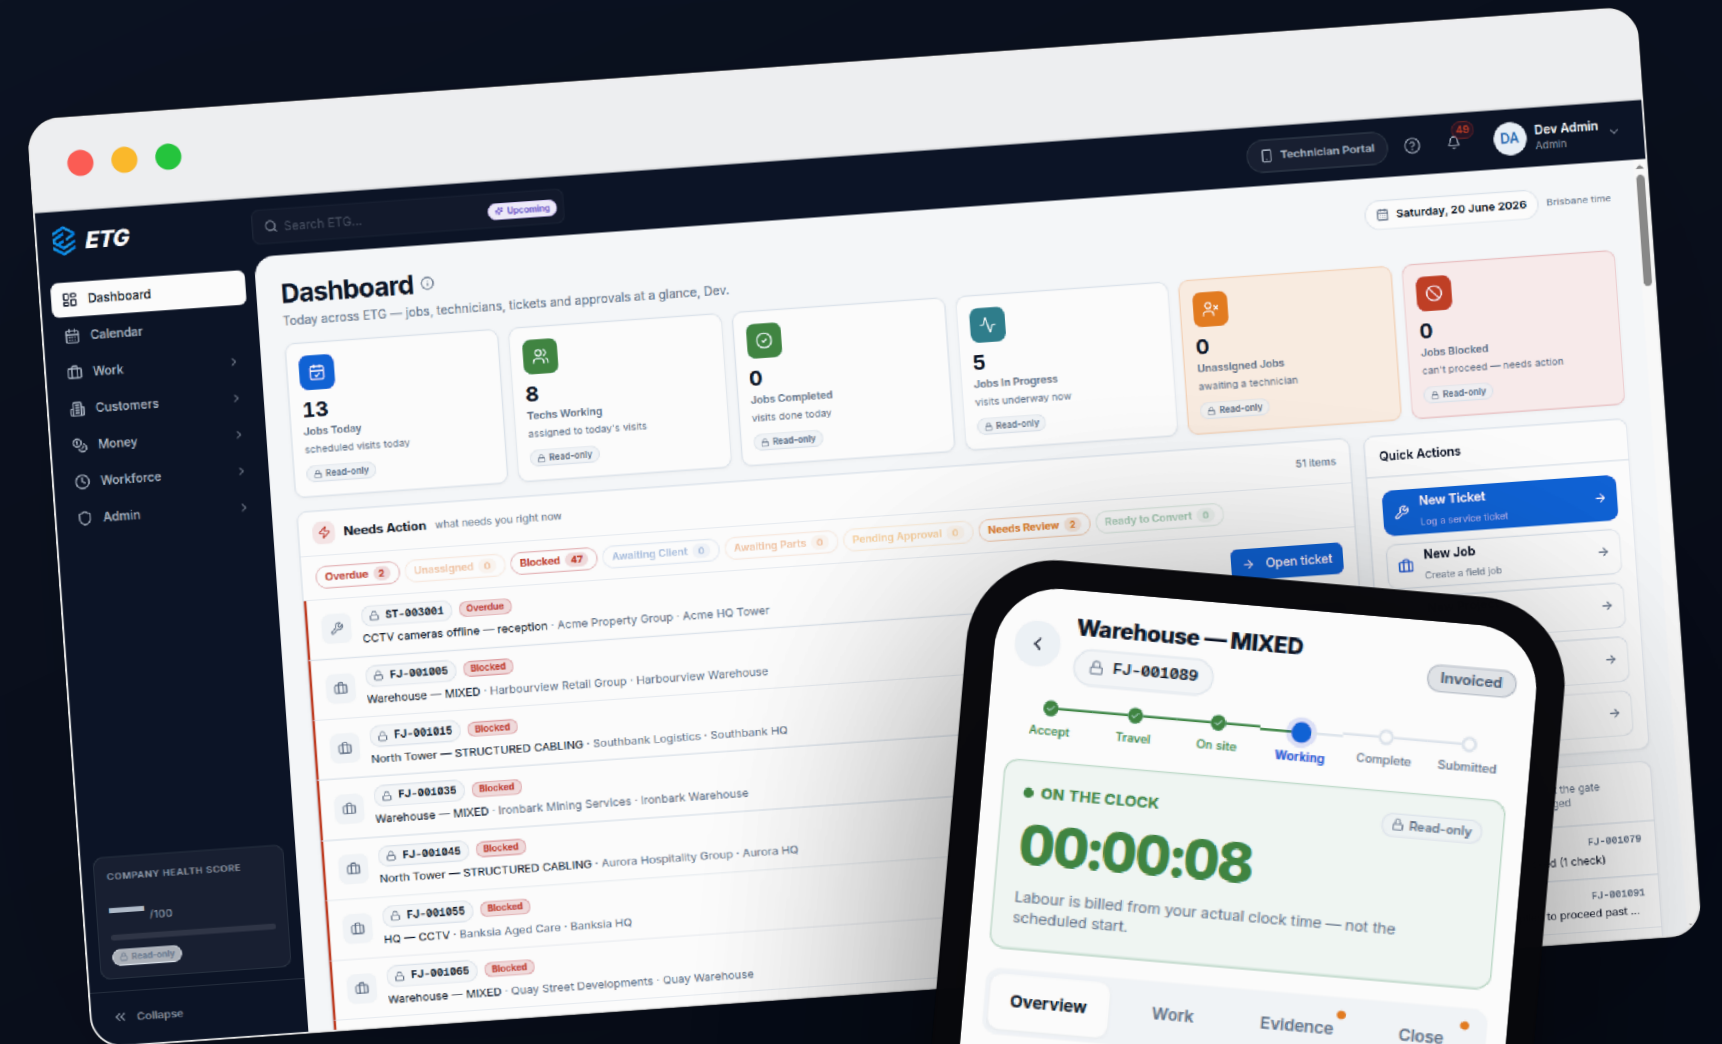 Technician Portal
49
DA
Dev Admin
Admin
ETG
Search ETG...
Upcoming
Saturday, 20 June 2026
Brisbane time
Dashboard
Calendar
Work
Customers
Money
Workforce
Admin
COMPANY HEALTH SCORE
/100
Read-only
Collapse
Dashboard
Today across ETG — jobs, technicians, tickets and approvals at a glance, Dev.
13
Jobs Today
scheduled visits today
Read-only
8
Techs Working
assigned to today's visits
Read-only
0
Jobs Completed
visits done today
Read-only
5
Jobs In Progress
visits underway now
Read-only
0
Unassigned Jobs
awaiting a technician
Read-only
0
Jobs Blocked
can't proceed — needs action
Read-only
Needs Action what needs you right now
51 items
Overdue 2
Unassigned 0
Blocked 47
Awaiting Client 0
Awaiting Parts 0
Pending Approval 0
Needs Review 2
Ready to Convert 0
Open ticket
ST-003001 Overdue
CCTV cameras offline — reception · Acme Property Group · Acme HQ Tower
FJ-001005 Blocked
Warehouse — MIXED · Harbourview Retail Group · Harbourview Warehouse
FJ-001015 Blocked
North Tower — STRUCTURED CABLING · Southbank Logistics · Southbank HQ
FJ-001035 Blocked
Warehouse — MIXED · Ironbark Mining Services · Ironbark Warehouse
FJ-001045 Blocked
North Tower — STRUCTURED CABLING · Aurora Hospitality Group · Aurora HQ
FJ-001055 Blocked
HQ — CCTV · Banksia Aged Care · Banksia HQ
FJ-001065 Blocked
Warehouse — MIXED · Quay Street Developments · Quay Warehouse
Quick Actions
New Ticket
Log a service ticket
New Job
Create a field job
the gate
ged
FJ-001079
d (1 check)
FJ-001091
to proceed past ...
Warehouse — MIXED
FJ-001089
Invoiced
Accept
Travel
On site
Working
Complete
Submitted
ON THE CLOCK
Read-only
00:00:08
Labour is billed from your actual clock time — not the
scheduled start.
Overview
Work
Evidence
Close